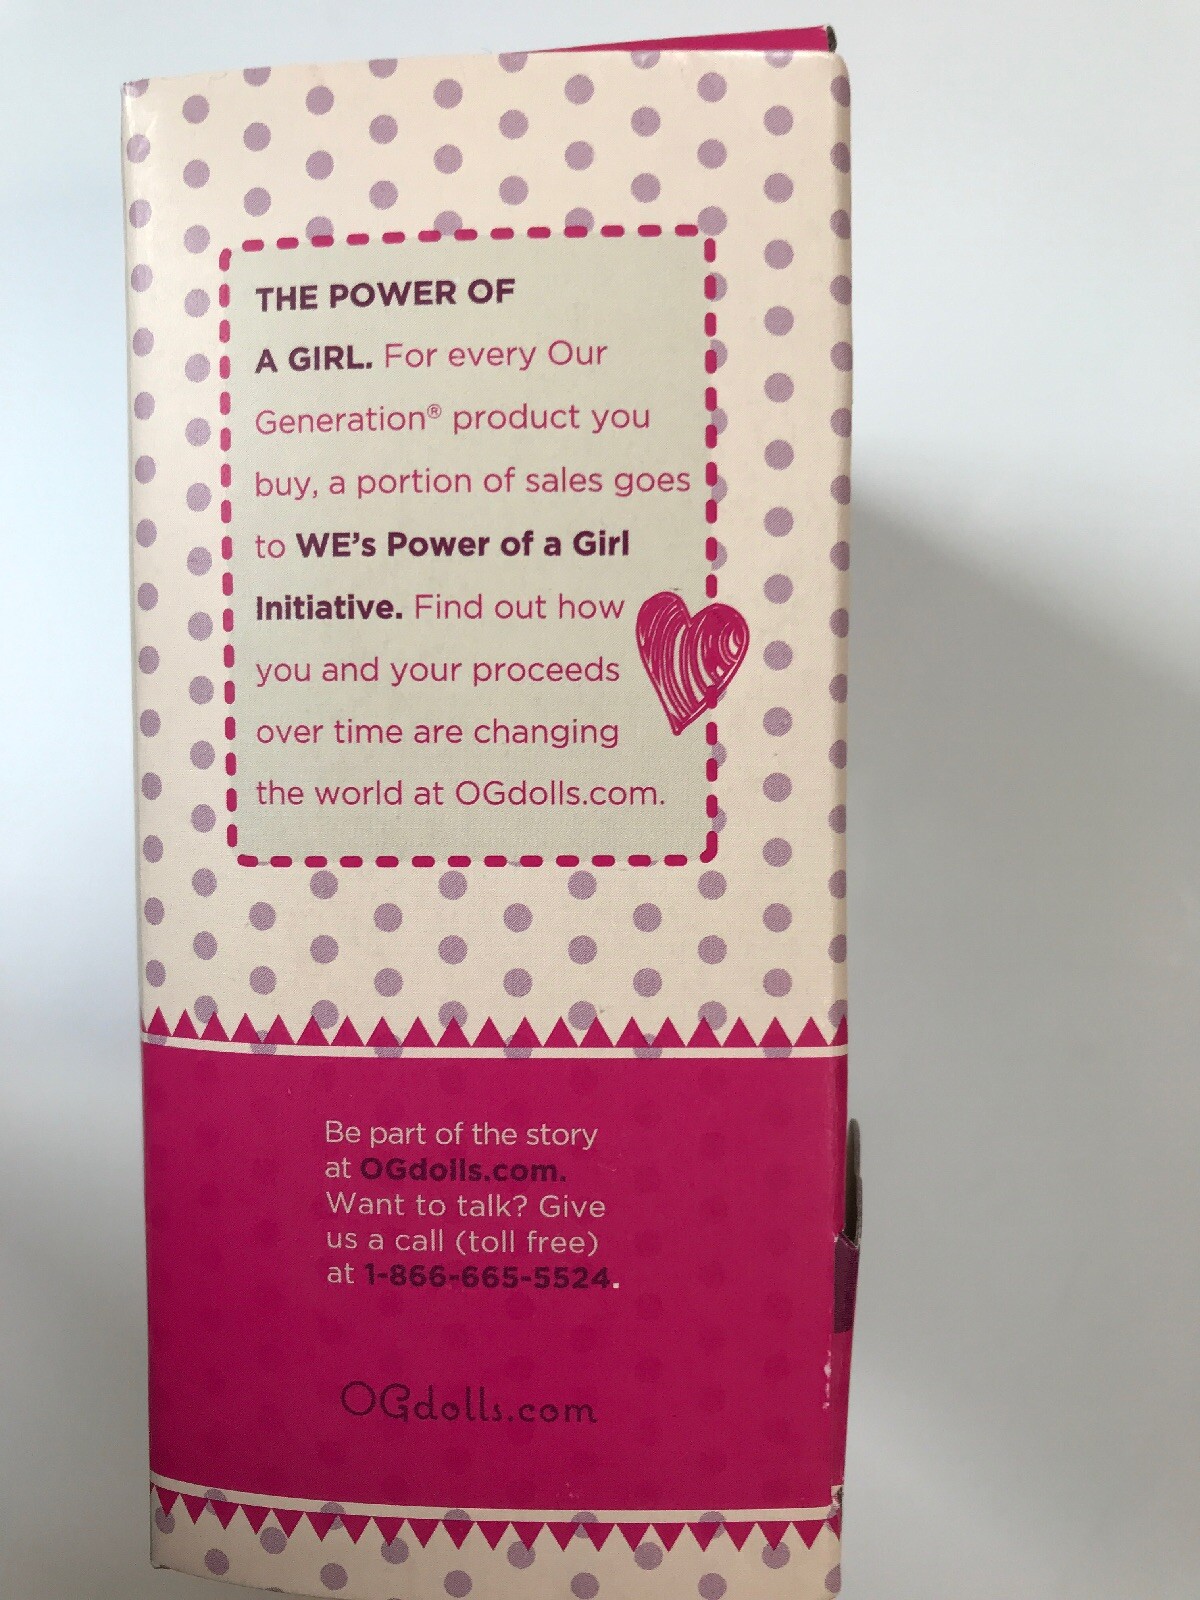 THE POWER OF
A GIRL. For every Our
Generation® product you
buy, a portion of sales goes
to WE's Power of a Girl
Initiative. Find out how
you and your proceeds
over time are changing
the world at OGdolls.com.
Be part of the story
at OGdolls.com.
Want to talk? Give
us a call (toll free)
at 1-866-665-5524.
OGdolls.com